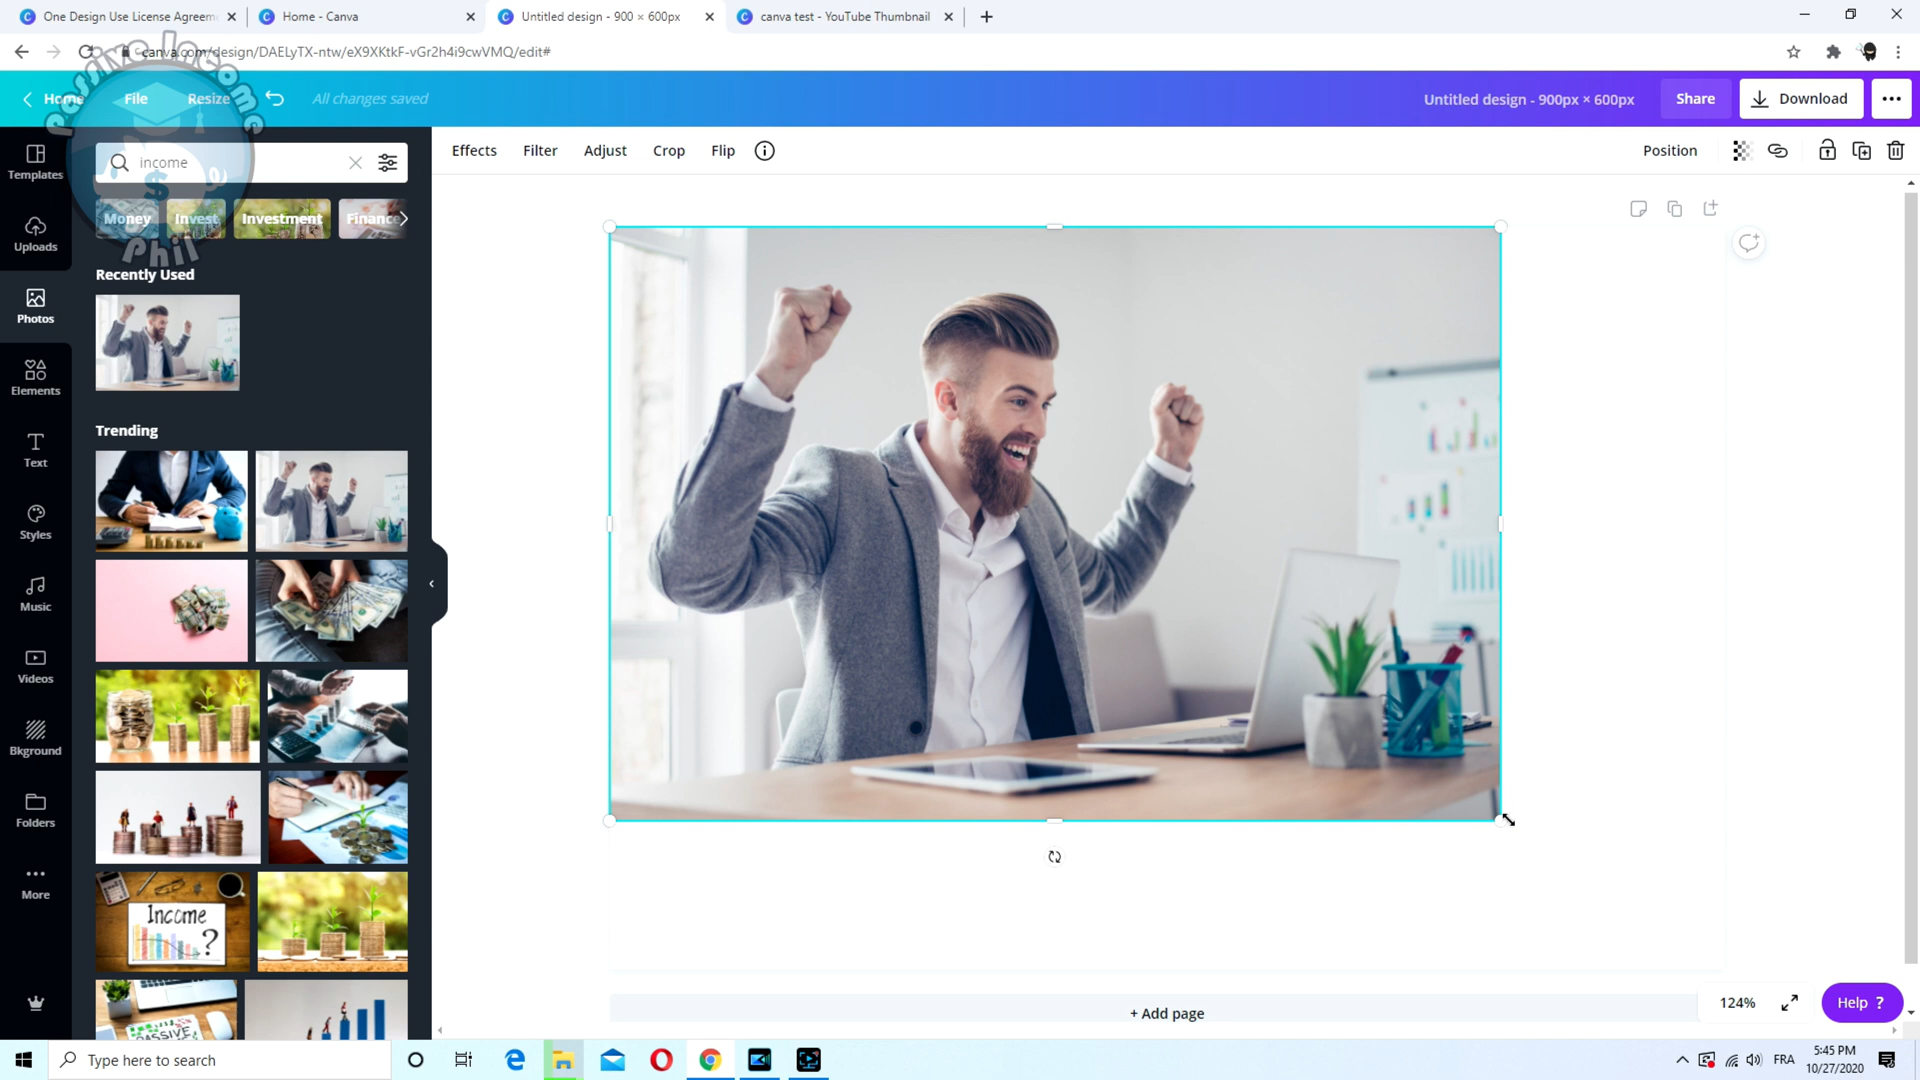 One Design Use License Agreem
Home - Canva
Untitled design - 900 × 600px
canva test - YouTube Thumbnail
canva.com/design/DAELyTX-ntw/eX9XKtkF-vGr2h4i9cwVMQ/edit#
Passive Income
Phil
Home
File
Resize
All changes saved
Untitled design - 900px × 600px
Share
Download
Templates
Uploads
Photos
Elements
Text
Styles
Music
Videos
Bkground
Folders
More
income
Money
Invest
Investment
Finance
Recently Used
Trending
Income
?
PASSIVE
Effects
Filter
Adjust
Crop
Flip
Position
+ Add page
124%
Help ?
Type here to search
FRA
5:45 PM
10/27/2020